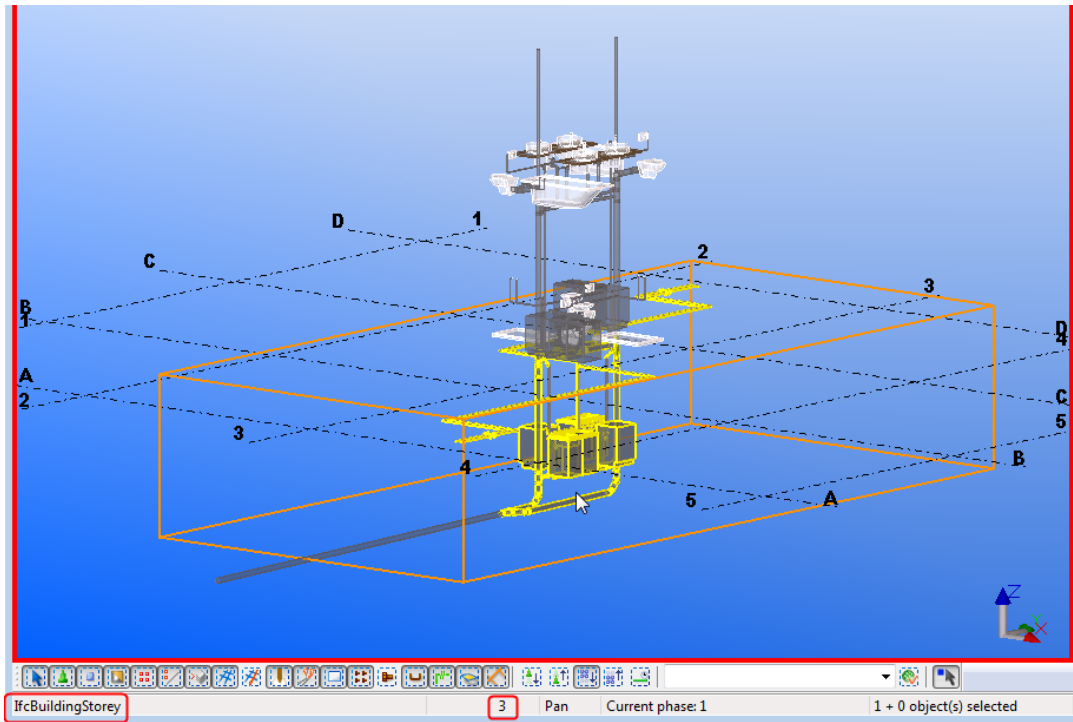 D
1
C
2
3
B
1
D
4
A
2
C
3
5
4
B
5
A
Z
X
IfcBuildingStorey
3
Pan
Current phase: 1
1 + 0 object(s) selected